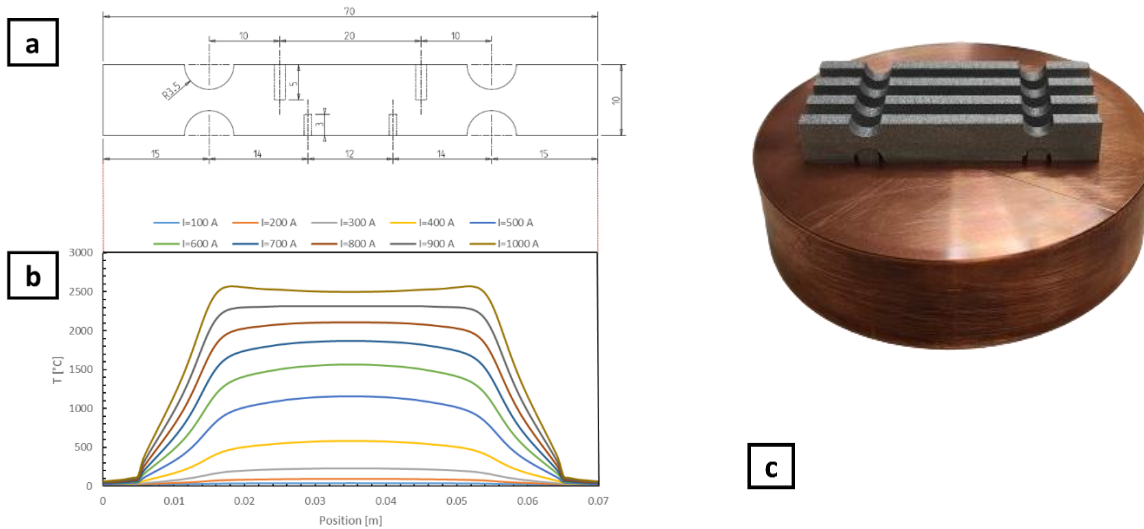 a
70
10 20 10
R3.5
5
3
10
15 14 12 14 15
I=100 A I=200 A I=300 A I=400 A I=500 A
I=600 A I=700 A I=800 A I=900 A I=1000 A
b
3000
2500
2000
1500
1000
500
0
T [°C]
0 0.01 0.02 0.03 0.04 0.05 0.06 0.07
Position [m]
c